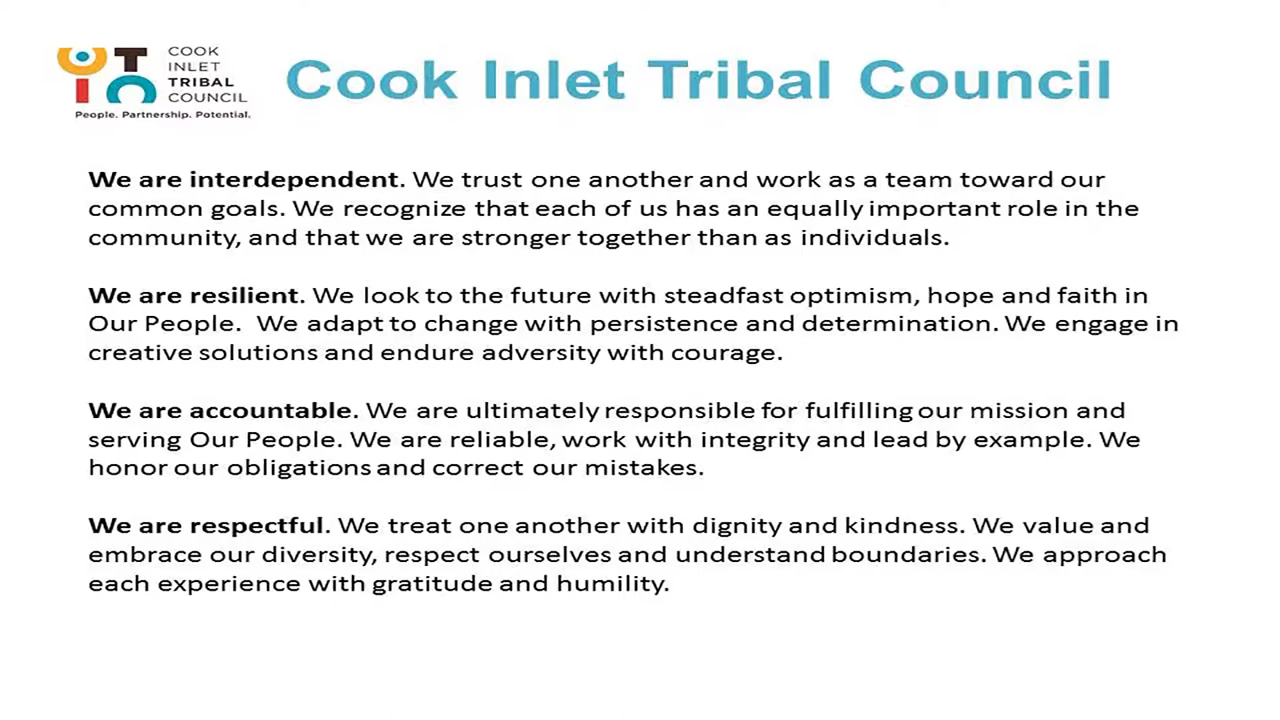 COOK
INLET
TRIBAL
COUNCIL
People. Partnership. Potential.
Cook Inlet Tribal Council
We are interdependent. We trust one another and work as a team toward our
common goals. We recognize that each of us has an equally important role in the
community, and that we are stronger together than as individuals.
We are resilient. We look to the future with steadfast optimism, hope and faith in
Our People.  We adapt to change with persistence and determination. We engage in
creative solutions and endure adversity with courage.
We are accountable. We are ultimately responsible for fulfilling our mission and
serving Our People. We are reliable, work with integrity and lead by example. We
honor our obligations and correct our mistakes.
We are respectful. We treat one another with dignity and kindness. We value and
embrace our diversity, respect ourselves and understand boundaries. We approach
each experience with gratitude and humility.